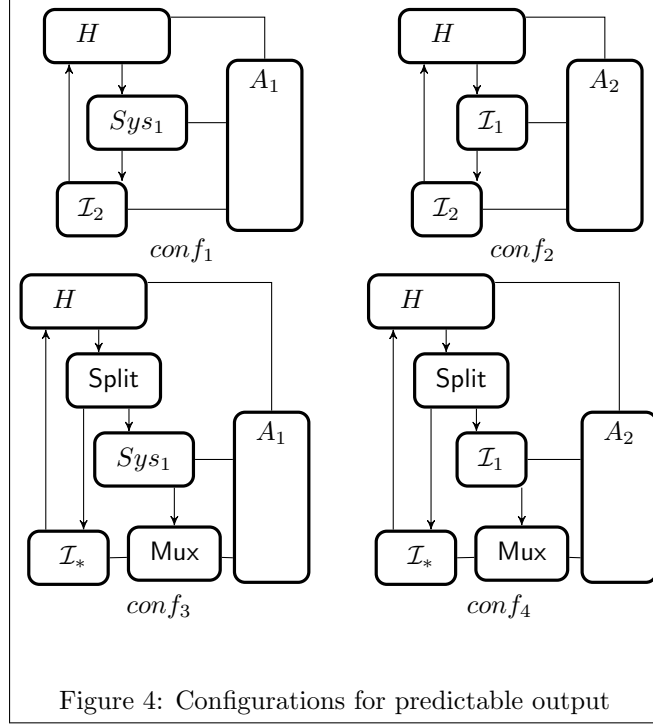 H H
A₁ A₂
Sys₁ ℐ₁
ℐ₂ ℐ₂
conf₁ conf₂
H H
Split Split
A₁ A₂
Sys₁ ℐ₁
ℐ* Mux ℐ* Mux
conf₃ conf₄
Figure 4: Configurations for predictable output